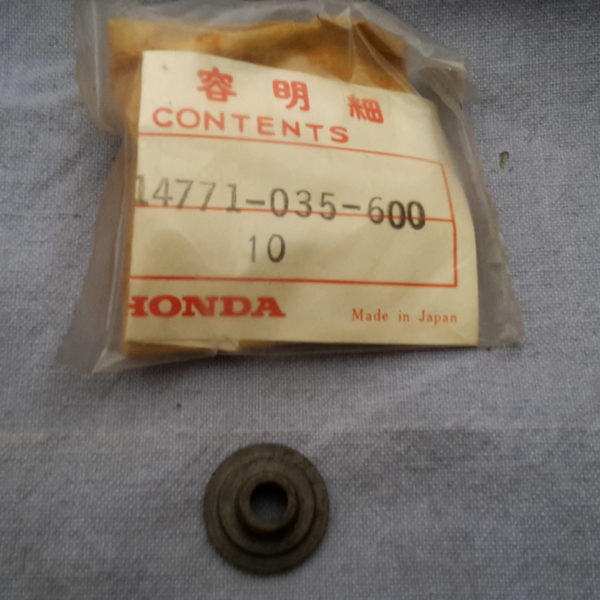 容明細
CONTENTS
14771-035-600
10
HONDA
Made in Japan